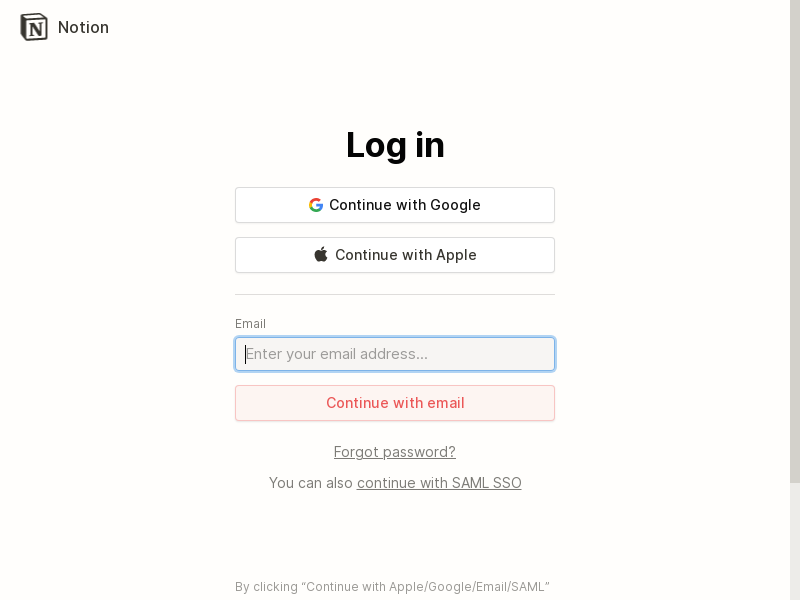 Notion
Log in
Continue with Google
Continue with Apple
Email
Enter your email address...
Continue with email
Forgot password?
You can also continue with SAML SSO
By clicking “Continue with Apple/Google/Email/SAML”